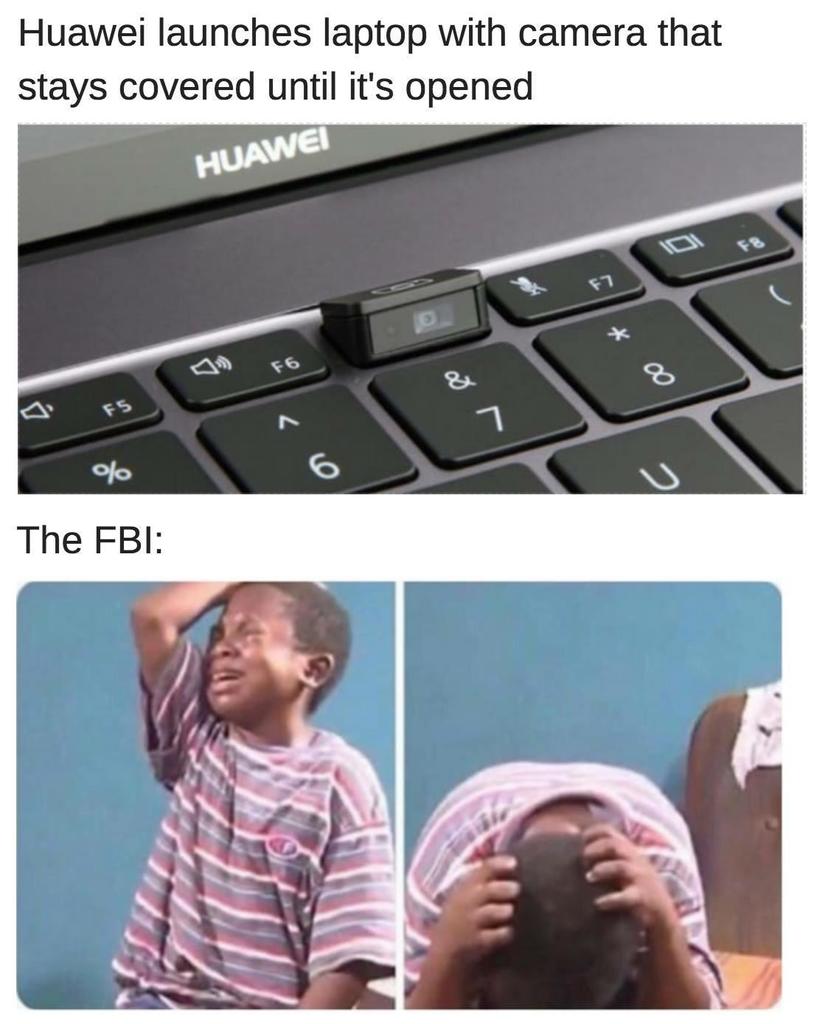 Huawei launches laptop with camera that
stays covered until it's opened
HUAWEI
F8
F7
F6
F5
*
8
(
&
7
^
6
%
U
The FBI: